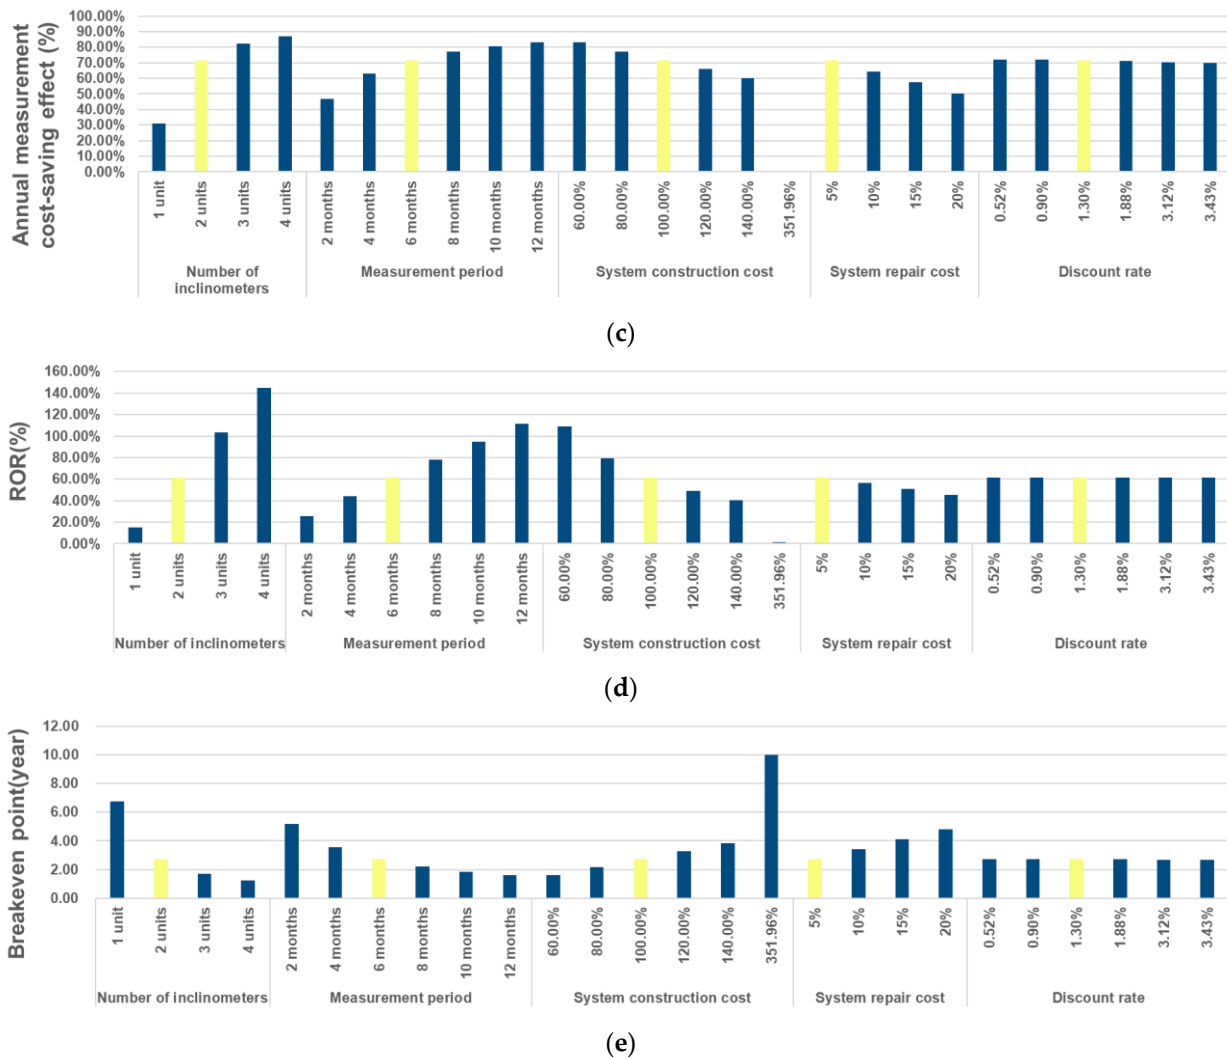 Annual measurement
cost-saving effect (%)
100.00%
90.00%
80.00%
70.00%
60.00%
50.00%
40.00%
30.00%
20.00%
10.00%
0.00%
1 unit
2 units
3 units
4 units
2 months
4 months
6 months
8 months
10 months
12 months
60.00%
80.00%
100.00%
120.00%
140.00%
351.96%
5%
10%
15%
20%
0.52%
0.90%
1.30%
1.88%
3.12%
3.43%
Number of
inclinometers
Measurement period
System construction cost
System repair cost
Discount rate
(c)
ROR(%)
160.00%
140.00%
120.00%
100.00%
80.00%
60.00%
40.00%
20.00%
0.00%
1 unit
2 units
3 units
4 units
2 months
4 months
6 months
8 months
10 months
12 months
60.00%
80.00%
100.00%
120.00%
140.00%
351.96%
5%
10%
15%
20%
0.52%
0.90%
1.30%
1.88%
3.12%
3.43%
Number of inclinometers
Measurement period
System construction cost
System repair cost
Discount rate
(d)
Breakeven point(year)
12.00
10.00
8.00
6.00
4.00
2.00
0.00
1 unit
2 units
3 units
4 units
2 months
4 months
6 months
8 months
10 months
12 months
60.00%
80.00%
100.00%
120.00%
140.00%
351.96%
5%
10%
15%
20%
0.52%
0.90%
1.30%
1.88%
3.12%
3.43%
Number of inclinometers
Measurement period
System construction cost
System repair cost
Discount rate
(e)